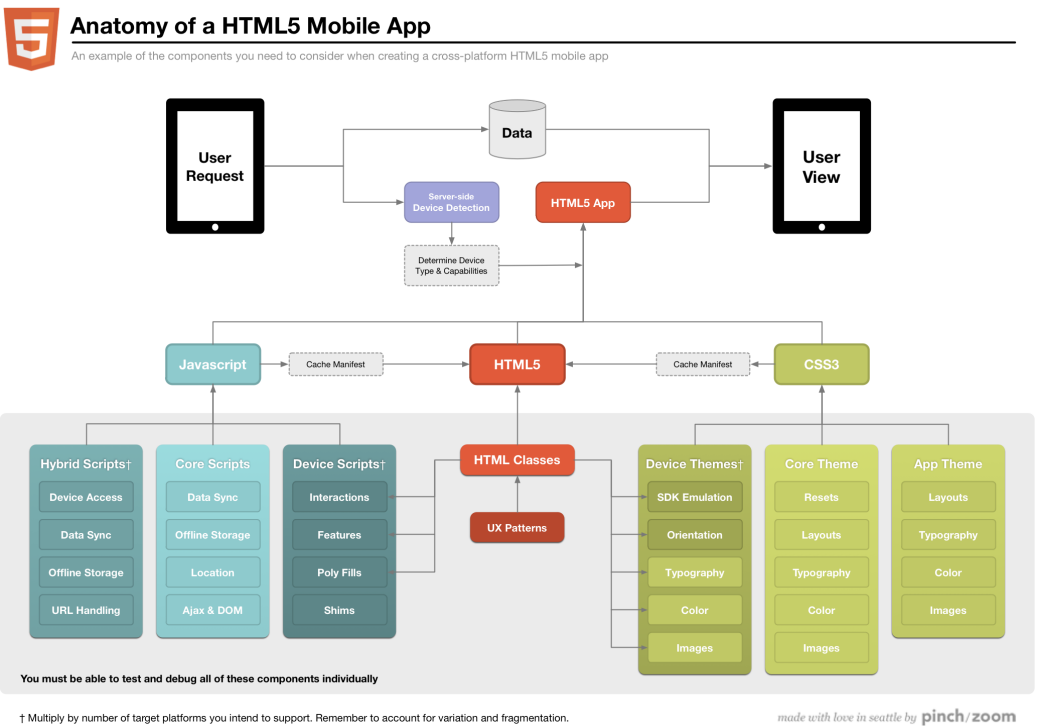 Anatomy of a HTML5 Mobile App
An example of the components you need to consider when creating a cross-platform HTML5 mobile app
User
Request
Data
User
View
Server-side
Device Detection
HTML5 App
Determine Device
Type & Capabilities
Javascript
Cache Manifest
HTML5
Cache Manifest
CSS3
Hybrid Scripts†
Device Access
Data Sync
Offline Storage
URL Handling
Core Scripts
Data Sync
Offline Storage
Location
Ajax & DOM
Device Scripts†
Interactions
Features
Poly Fills
Shims
HTML Classes
UX Patterns
Device Themes†
SDK Emulation
Orientation
Typography
Color
Images
Core Theme
Resets
Layouts
Typography
Color
Images
App Theme
Layouts
Typography
Color
Images
You must be able to test and debug all of these components individually
† Multiply by number of target platforms you intend to support. Remember to account for variation and fragmentation.
made with love in seattle by pinch/zoom